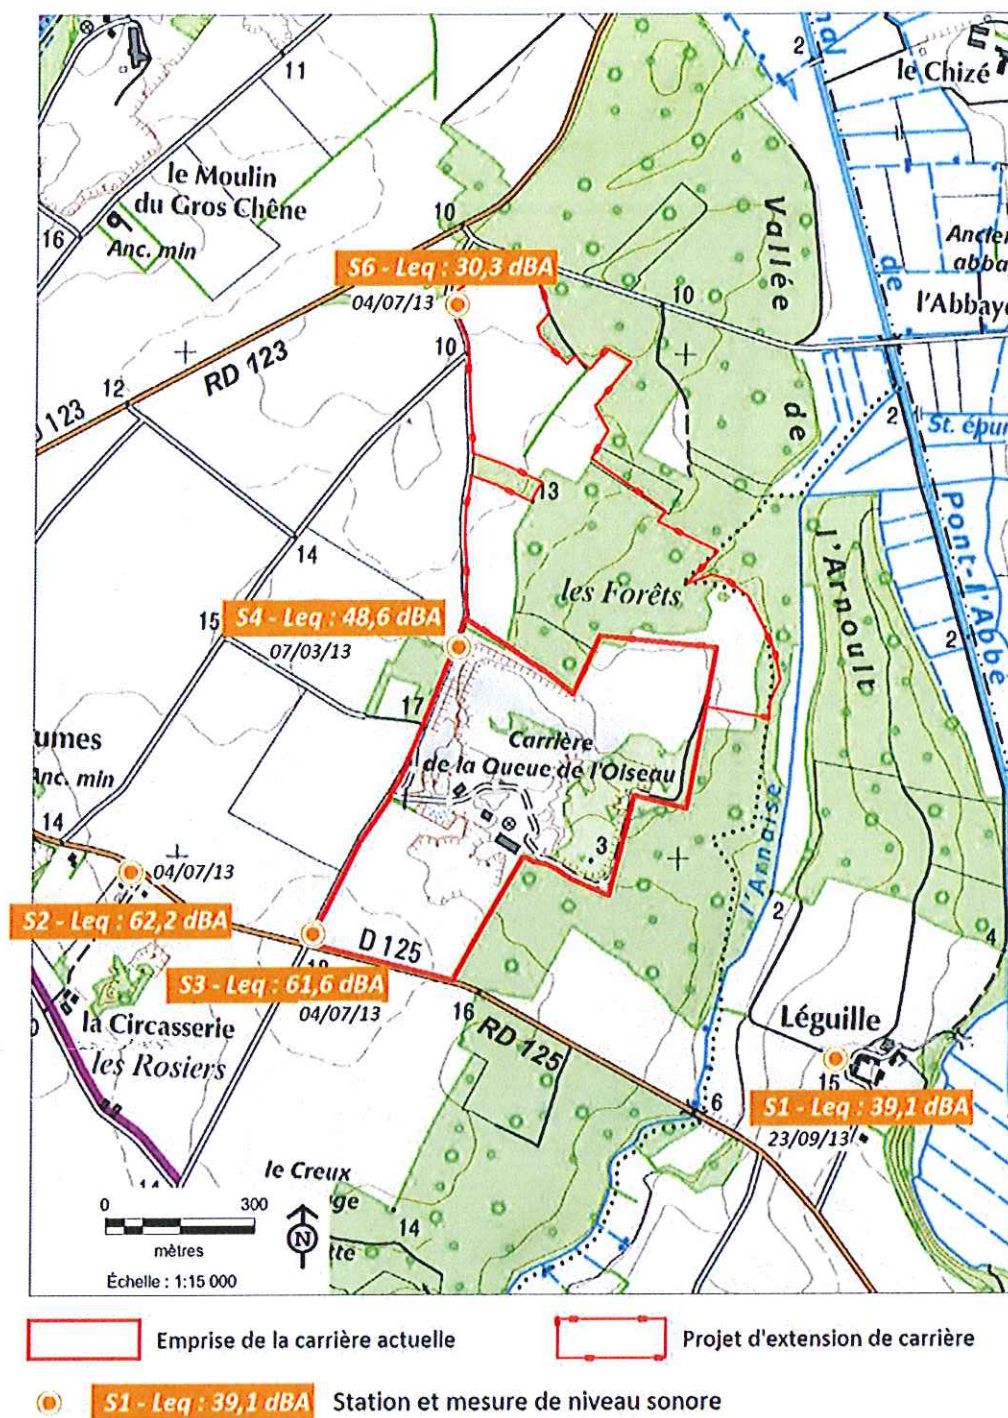 2
le Chizé
11
le Moulin
du Gros Chêne
16
Anc. min
10
Vallée
de
S6 - Leq : 30,3 dBA
04/07/13
10
10
RD 123
12
123
l'Abbaye
de
2
St. épur
13
14
Pont-l'Abbé
l'Arnoult
les Forêts
2
S4 - Leq : 48,6 dBA
07/03/13
15
17
Carrière
de la Queue de l'Oiseau
umes
Anc. min
14
3
l'Arnaise
2
04/07/13
S2 - Leq : 62,2 dBA
D 125
4
S3 - Leq : 61,6 dBA
04/07/13
16
la Circasserie
les Rosiers
RD 125
Léguille
15
6
S1 - Leq : 39,1 dBA
23/09/13
le Creux
14
0 300
mètres
N
Échelle : 1:15 000
Emprise de la carrière actuelle
Projet d'extension de carrière
S1 - Leq : 39,1 dBA Station et mesure de niveau sonore